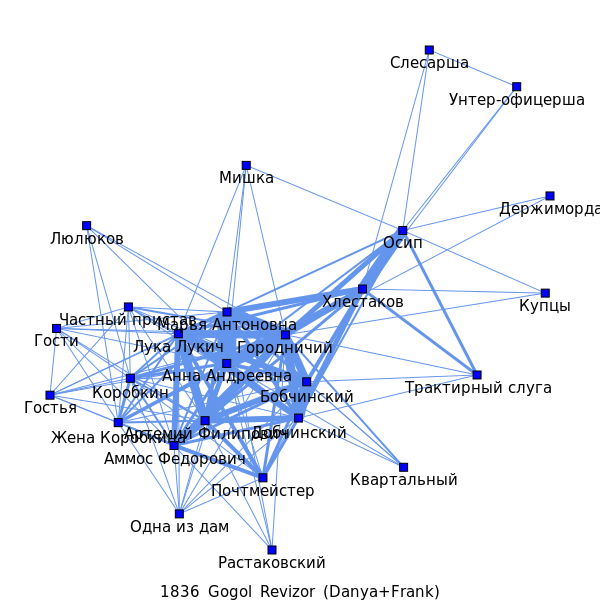 Слесарша
Унтер-офицерша
Мишка
Держиморда
Люлюков
Осип
Хлестаков
Купцы
Частный пристав
Марья Антоновна
Гости
Лука Лукич
Городничий
Анна Андреевна
Трактирный слуга
Коробкин
Бобчинский
Гостья
Жена Коробкина
Артемий Филипович
Добчинский
Аммос Федорович
Квартальный
Почтмейстер
Одна из дам
Растаковский
1836 Gogol Revizor (Danya+Frank)